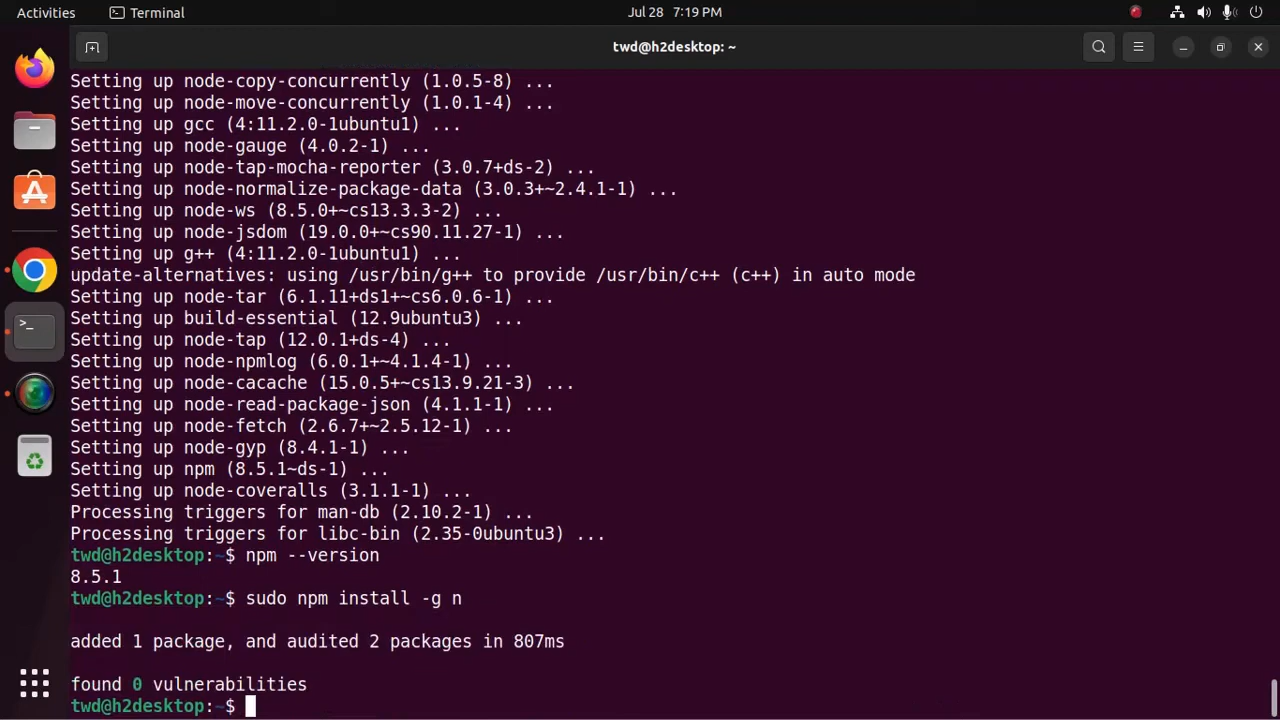 Activities
Terminal
Jul 28 7:19 PM
twd@h2desktop: ~
Setting up node-copy-concurrently (1.0.5-8) ...
Setting up node-move-concurrently (1.0.1-4) ...
Setting up gcc (4:11.2.0-1ubuntu1) ...
Setting up node-gauge (4.0.2-1) ...
Setting up node-tap-mocha-reporter (3.0.7+ds-2) ...
Setting up node-normalize-package-data (3.0.3+~2.4.1-1) ...
Setting up node-ws (8.5.0+~cs13.3.3-2) ...
Setting up node-jsdom (19.0.0+~cs90.11.27-1) ...
Setting up g++ (4:11.2.0-1ubuntu1) ...
update-alternatives: using /usr/bin/g++ to provide /usr/bin/c++ (c++) in auto mode
Setting up node-tar (6.1.11+ds1+~cs6.0.6-1) ...
Setting up build-essential (12.9ubuntu3) ...
Setting up node-tap (12.0.1+ds-4) ...
Setting up node-npmlog (6.0.1+~4.1.4-1) ...
Setting up node-cacache (15.0.5+~cs13.9.21-3) ...
Setting up node-read-package-json (4.1.1-1) ...
Setting up node-fetch (2.6.7+~2.5.12-1) ...
Setting up node-gyp (8.4.1-1) ...
Setting up npm (8.5.1~ds-1) ...
Setting up node-coveralls (3.1.1-1) ...
Processing triggers for man-db (2.10.2-1) ...
Processing triggers for libc-bin (2.35-0ubuntu3) ...
twd@h2desktop:~$ npm --version
8.5.1
twd@h2desktop:~$ sudo npm install -g n
added 1 package, and audited 2 packages in 807ms
found 0 vulnerabilities
twd@h2desktop:~$